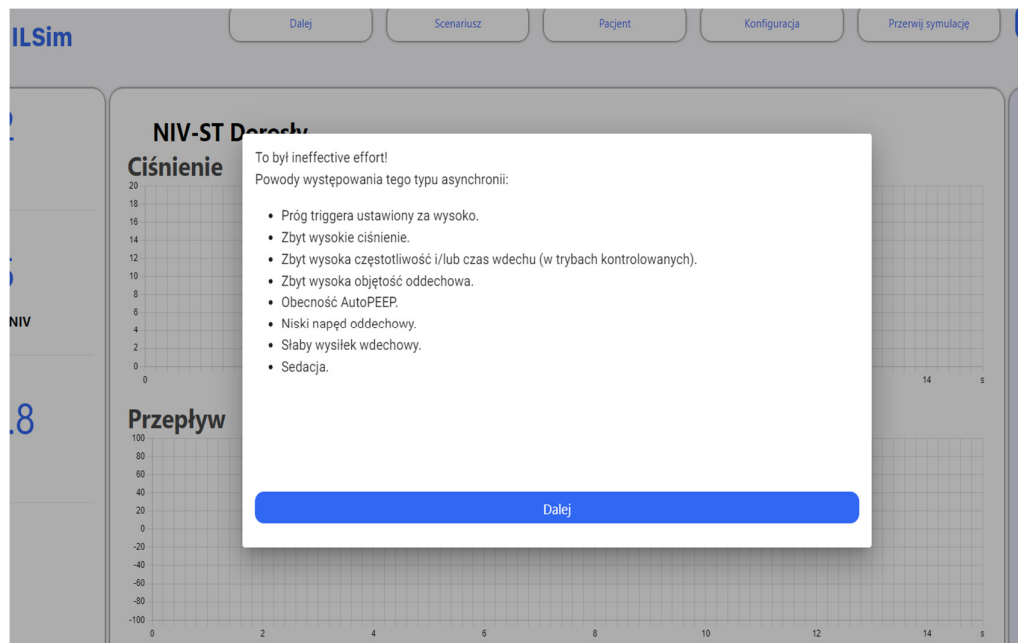 ILSim
Dalej
Scenariusz
Pacjent
Konfiguracja
Przerwij symulację
NIV-ST Dorosły
Ciśnienie
20
18
16
14
12
10
8
6
4
2
0
0
14
s
NIV
.8
To był ineffective effort!
Powody występowania tego typu asynchronii:
• Próg triggera ustawiony za wysoko.
• Zbyt wysokie ciśnienie.
• Zbyt wysoka częstotliwość i/lub czas wdechu (w trybach kontrolowanych).
• Zbyt wysoka objętość oddechowa.
• Obecność AutoPEEP.
• Niski napęd oddechowy.
• Słaby wysiłek wdechowy.
• Sedacja.
Dalej
Przepływ
100
80
60
40
20
0
-20
-40
-60
-80
-100
0
2
4
6
8
10
12
14
s